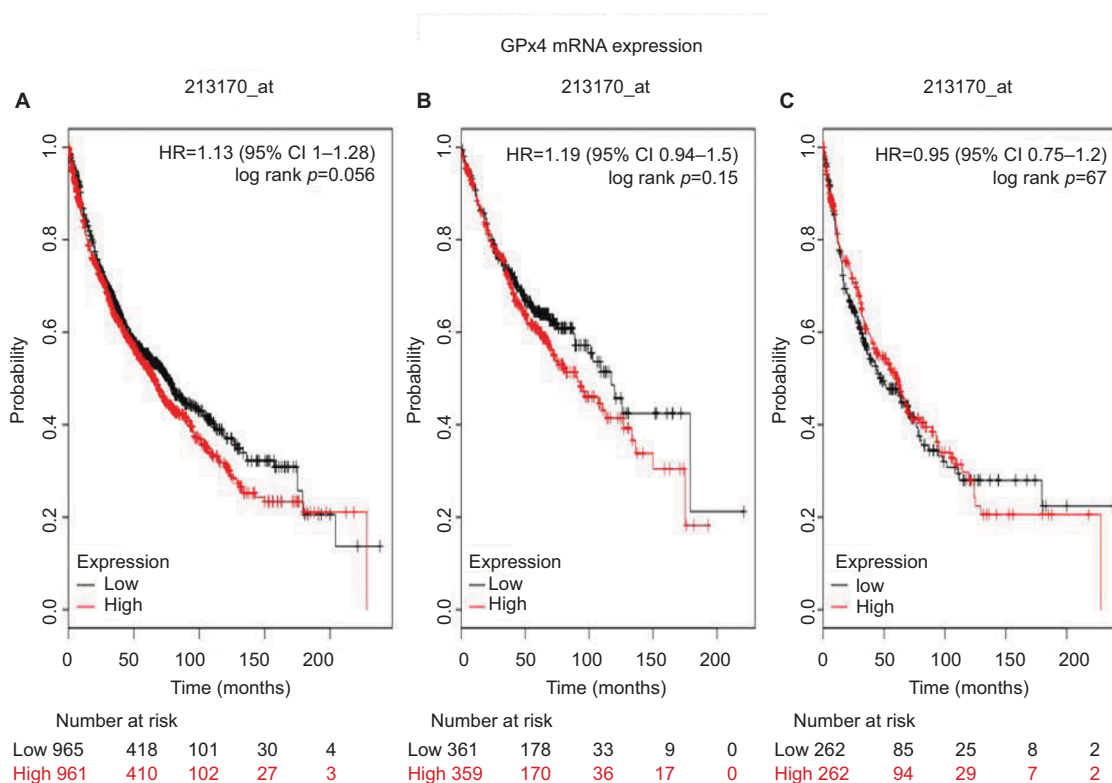 GPx4 mRNA expression
A
213170_at
HR=1.13 (95% CI 1–1.28)
log rank p=0.056
Probability
1.0
0.8
0.6
0.4
0.2
0.0
Expression
Low
High
0 50 100 150 200
Time (months)
Number at risk
Low 965 418 101 30 4
High 961 410 102 27 3
B
213170_at
HR=1.19 (95% CI 0.94–1.5)
log rank p=0.15
Probability
1.0
0.8
0.6
0.4
0.2
0.0
Expression
Low
High
0 50 100 150 200
Time (months)
Number at risk
Low 361 178 33 9 0
High 359 170 36 17 0
C
213170_at
HR=0.95 (95% CI 0.75–1.2)
log rank p=67
Probability
1.0
0.8
0.6
0.4
0.2
0.0
Expression
low
High
0 50 100 150 200
Time (months)
Number at risk
Low 262 85 25 8 2
High 262 94 29 7 2